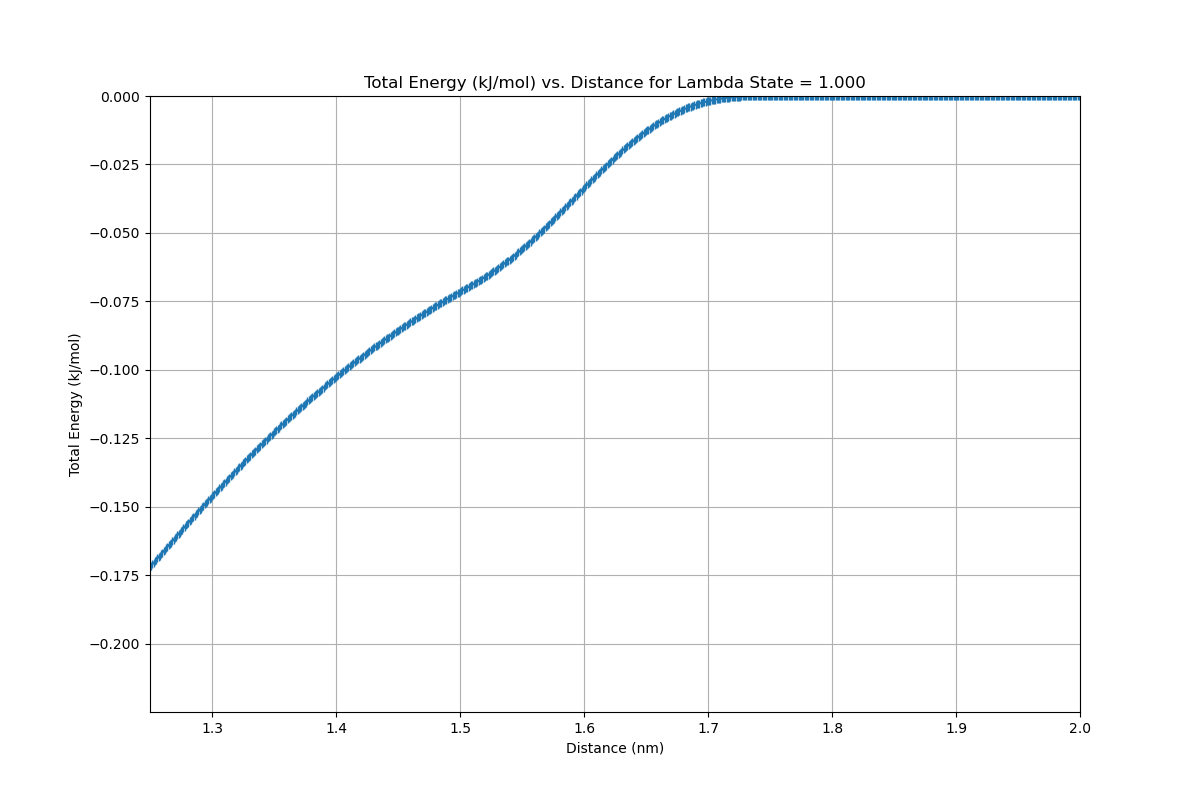 Total Energy (kJ/mol) vs. Distance for Lambda State = 1.000
0.000
−0.025
−0.050
−0.075
−0.100
−0.125
−0.150
−0.175
−0.200
Total Energy (kJ/mol)
1.3 1.4 1.5 1.6 1.7 1.8 1.9 2.0
Distance (nm)